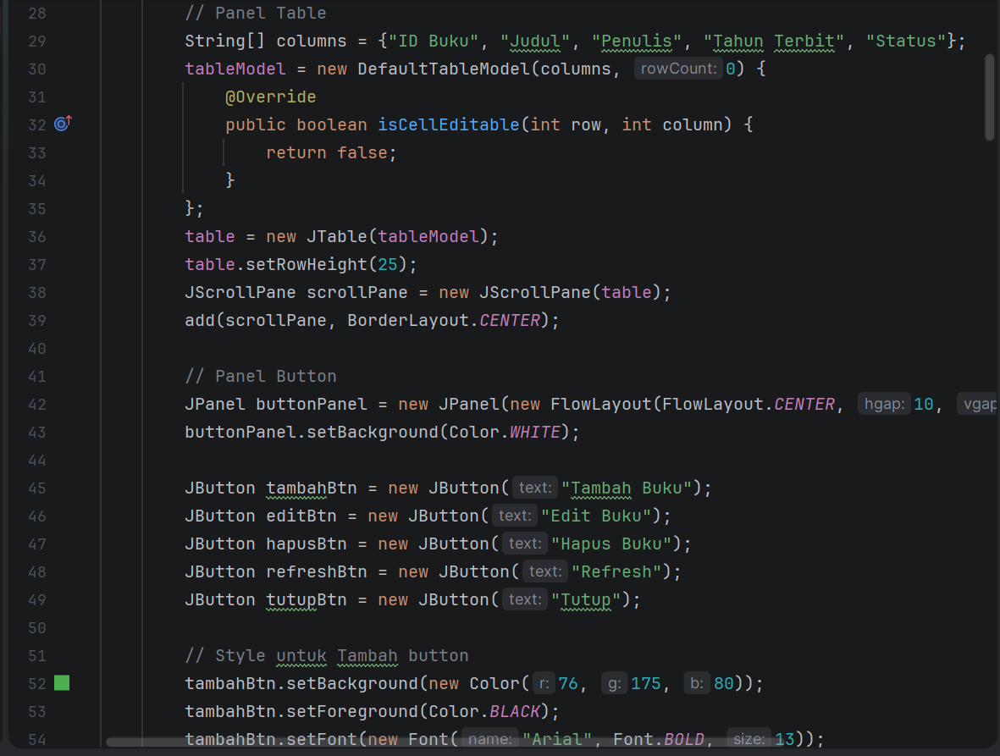 28 // Panel Table
29 String[] columns = {"ID Buku", "Judul", "Penulis", "Tahun Terbit", "Status"};
30 tableModel = new DefaultTableModel(columns, rowCount: 0) {
31 @Override
32 public boolean isCellEditable(int row, int column) {
33 return false;
34 }
35 };
36 table = new JTable(tableModel);
37 table.setRowHeight(25);
38 JScrollPane scrollPane = new JScrollPane(table);
39 add(scrollPane, BorderLayout.CENTER);
40
41 // Panel Button
42 JPanel buttonPanel = new JPanel(new FlowLayout(FlowLayout.CENTER, hgap: 10, vgap
43 buttonPanel.setBackground(Color.WHITE);
44
45 JButton tambahBtn = new JButton( text: "Tambah Buku");
46 JButton editBtn = new JButton( text: "Edit Buku");
47 JButton hapusBtn = new JButton( text: "Hapus Buku");
48 JButton refreshBtn = new JButton( text: "Refresh");
49 JButton tutupBtn = new JButton( text: "Tutup");
50
51 // Style untuk Tambah button
52 tambahBtn.setBackground(new Color( r: 76, g: 175, b: 80));
53 tambahBtn.setForeground(Color.BLACK);
54 tambahBtn.setFont(new Font( name: "Arial", Font.BOLD, size: 13));